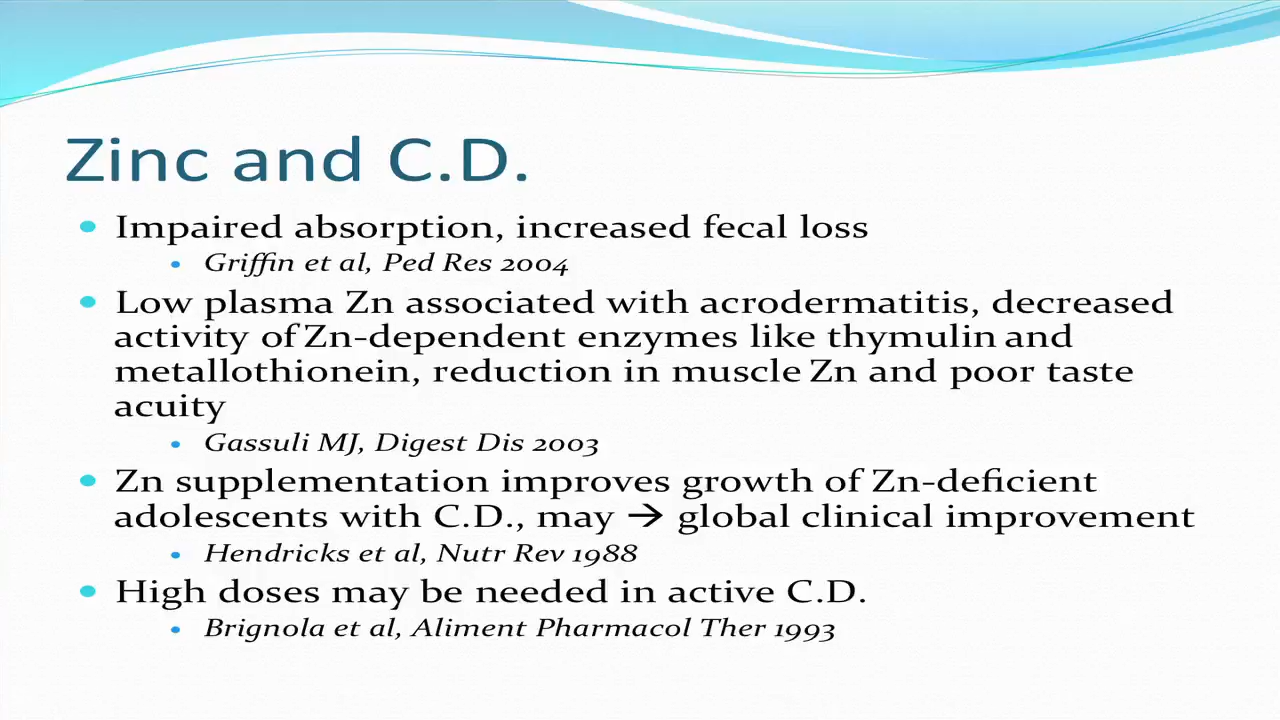 Zinc and C.D.
• Impaired absorption, increased fecal loss
• Griffin et al, Ped Res 2004
• Low plasma Zn associated with acrodermatitis, decreased
activity of Zn-dependent enzymes like thymulin and
metallothionein, reduction in muscle Zn and poor taste
acuity
• Gassuli MJ, Digest Dis 2003
• Zn supplementation improves growth of Zn-deficient
adolescents with C.D., may → global clinical improvement
• Hendricks et al, Nutr Rev 1988
• High doses may be needed in active C.D.
• Brignola et al, Aliment Pharmacol Ther 1993